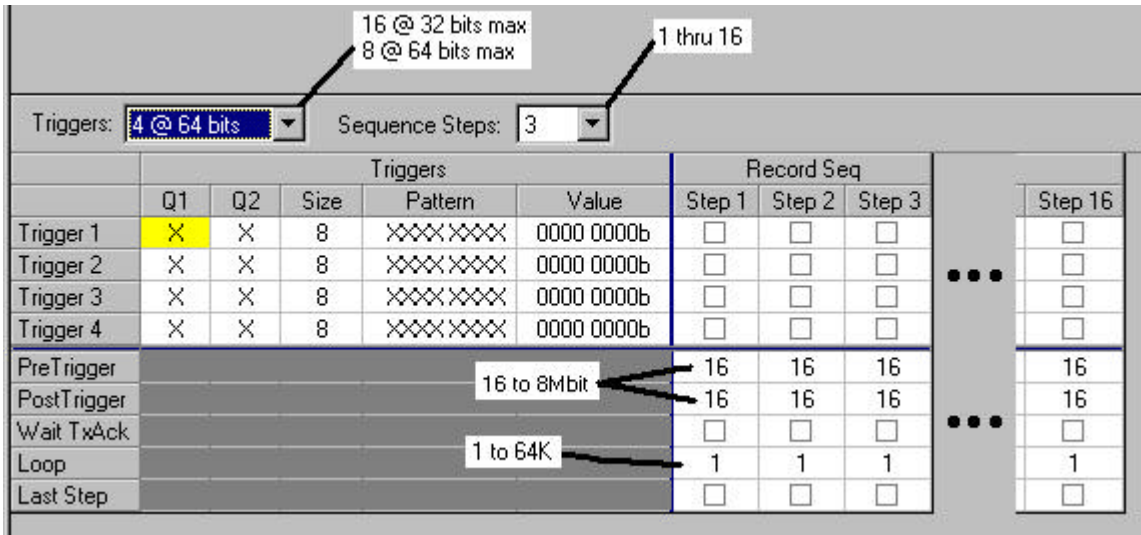 16 @ 32 bits max
8 @ 64 bits max
1 thru 16
Triggers: 4 @ 64 bits Sequence Steps: 3
Triggers Record Seq
Q1 Q2 Size Pattern Value Step 1 Step 2 Step 3 Step 16
Trigger 1 X X 8 XXXX XXXX 0000 0000b
Trigger 2 X X 8 XXXX XXXX 0000 0000b
Trigger 3 X X 8 XXXX XXXX 0000 0000b
Trigger 4 X X 8 XXXX XXXX 0000 0000b
PreTrigger 16 16 16 16
16 to 8Mbit
PostTrigger 16 16 16 16
Wait TxAck
1 to 64K
Loop 1 1 1 1
Last Step